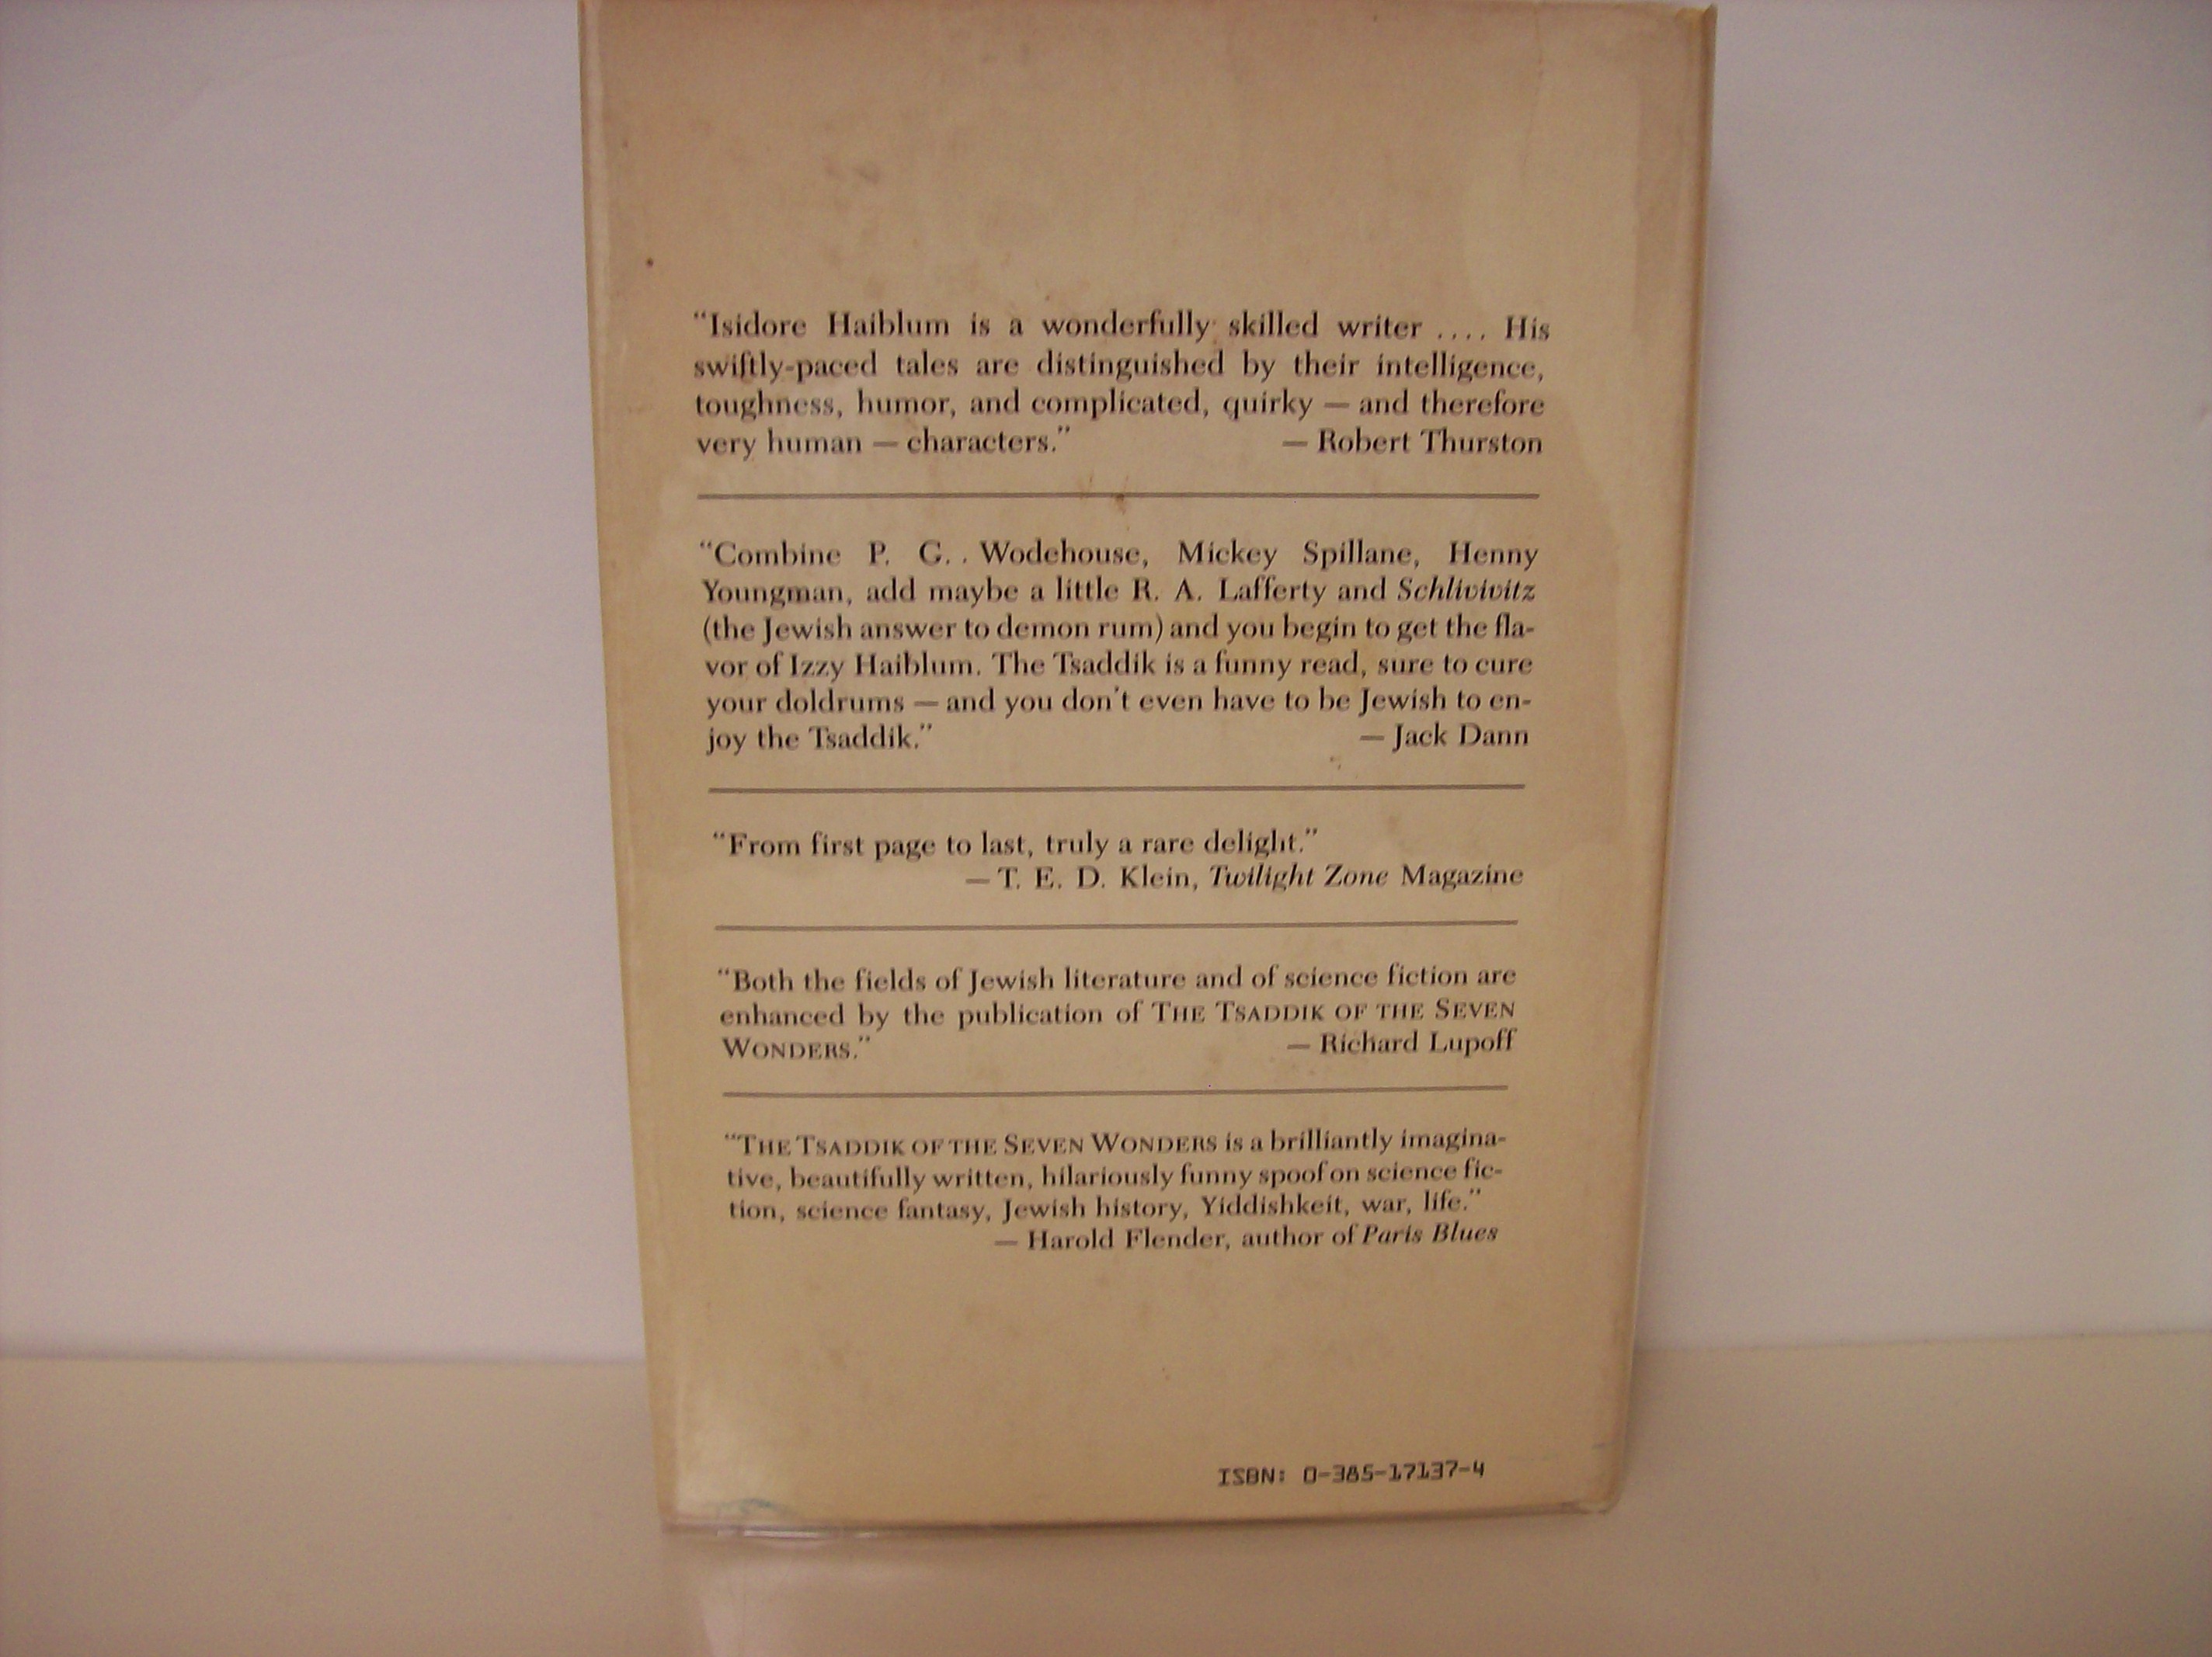 “Isidore Haiblum is a wonderfully skilled writer .... His
swiftly-paced tales are distinguished by their intelligence,
toughness, humor, and complicated, quirky — and therefore
very human — characters.” — Robert Thurston
“Combine P. G. . Wodehouse, Mickey Spillane, Henny
Youngman, add maybe a little R. A. Lafferty and Schlivivitz
(the Jewish answer to demon rum) and you begin to get the fla-
vor of Izzy Haiblum. The Tsaddik is a funny read, sure to cure
your doldrums — and you don't even have to be Jewish to en-
joy the Tsaddik.” — Jack Dann
“From first page to last, truly a rare delight.”
— T. E. D. Klein, Twilight Zone Magazine
“Both the fields of Jewish literature and of science fiction are
enhanced by the publication of THE TSADDIK OF THE SEVEN
WONDERS.” — Richard Lupoff
“THE TSADDIK OF THE SEVEN WONDERS is a brilliantly imagina-
tive, beautifully written, hilariously funny spoof on science fic-
tion, science fantasy, Jewish history, Yiddishkeit, war, life.”
— Harold Flender, author of Paris Blues
ISBN: 0-385-17137-4